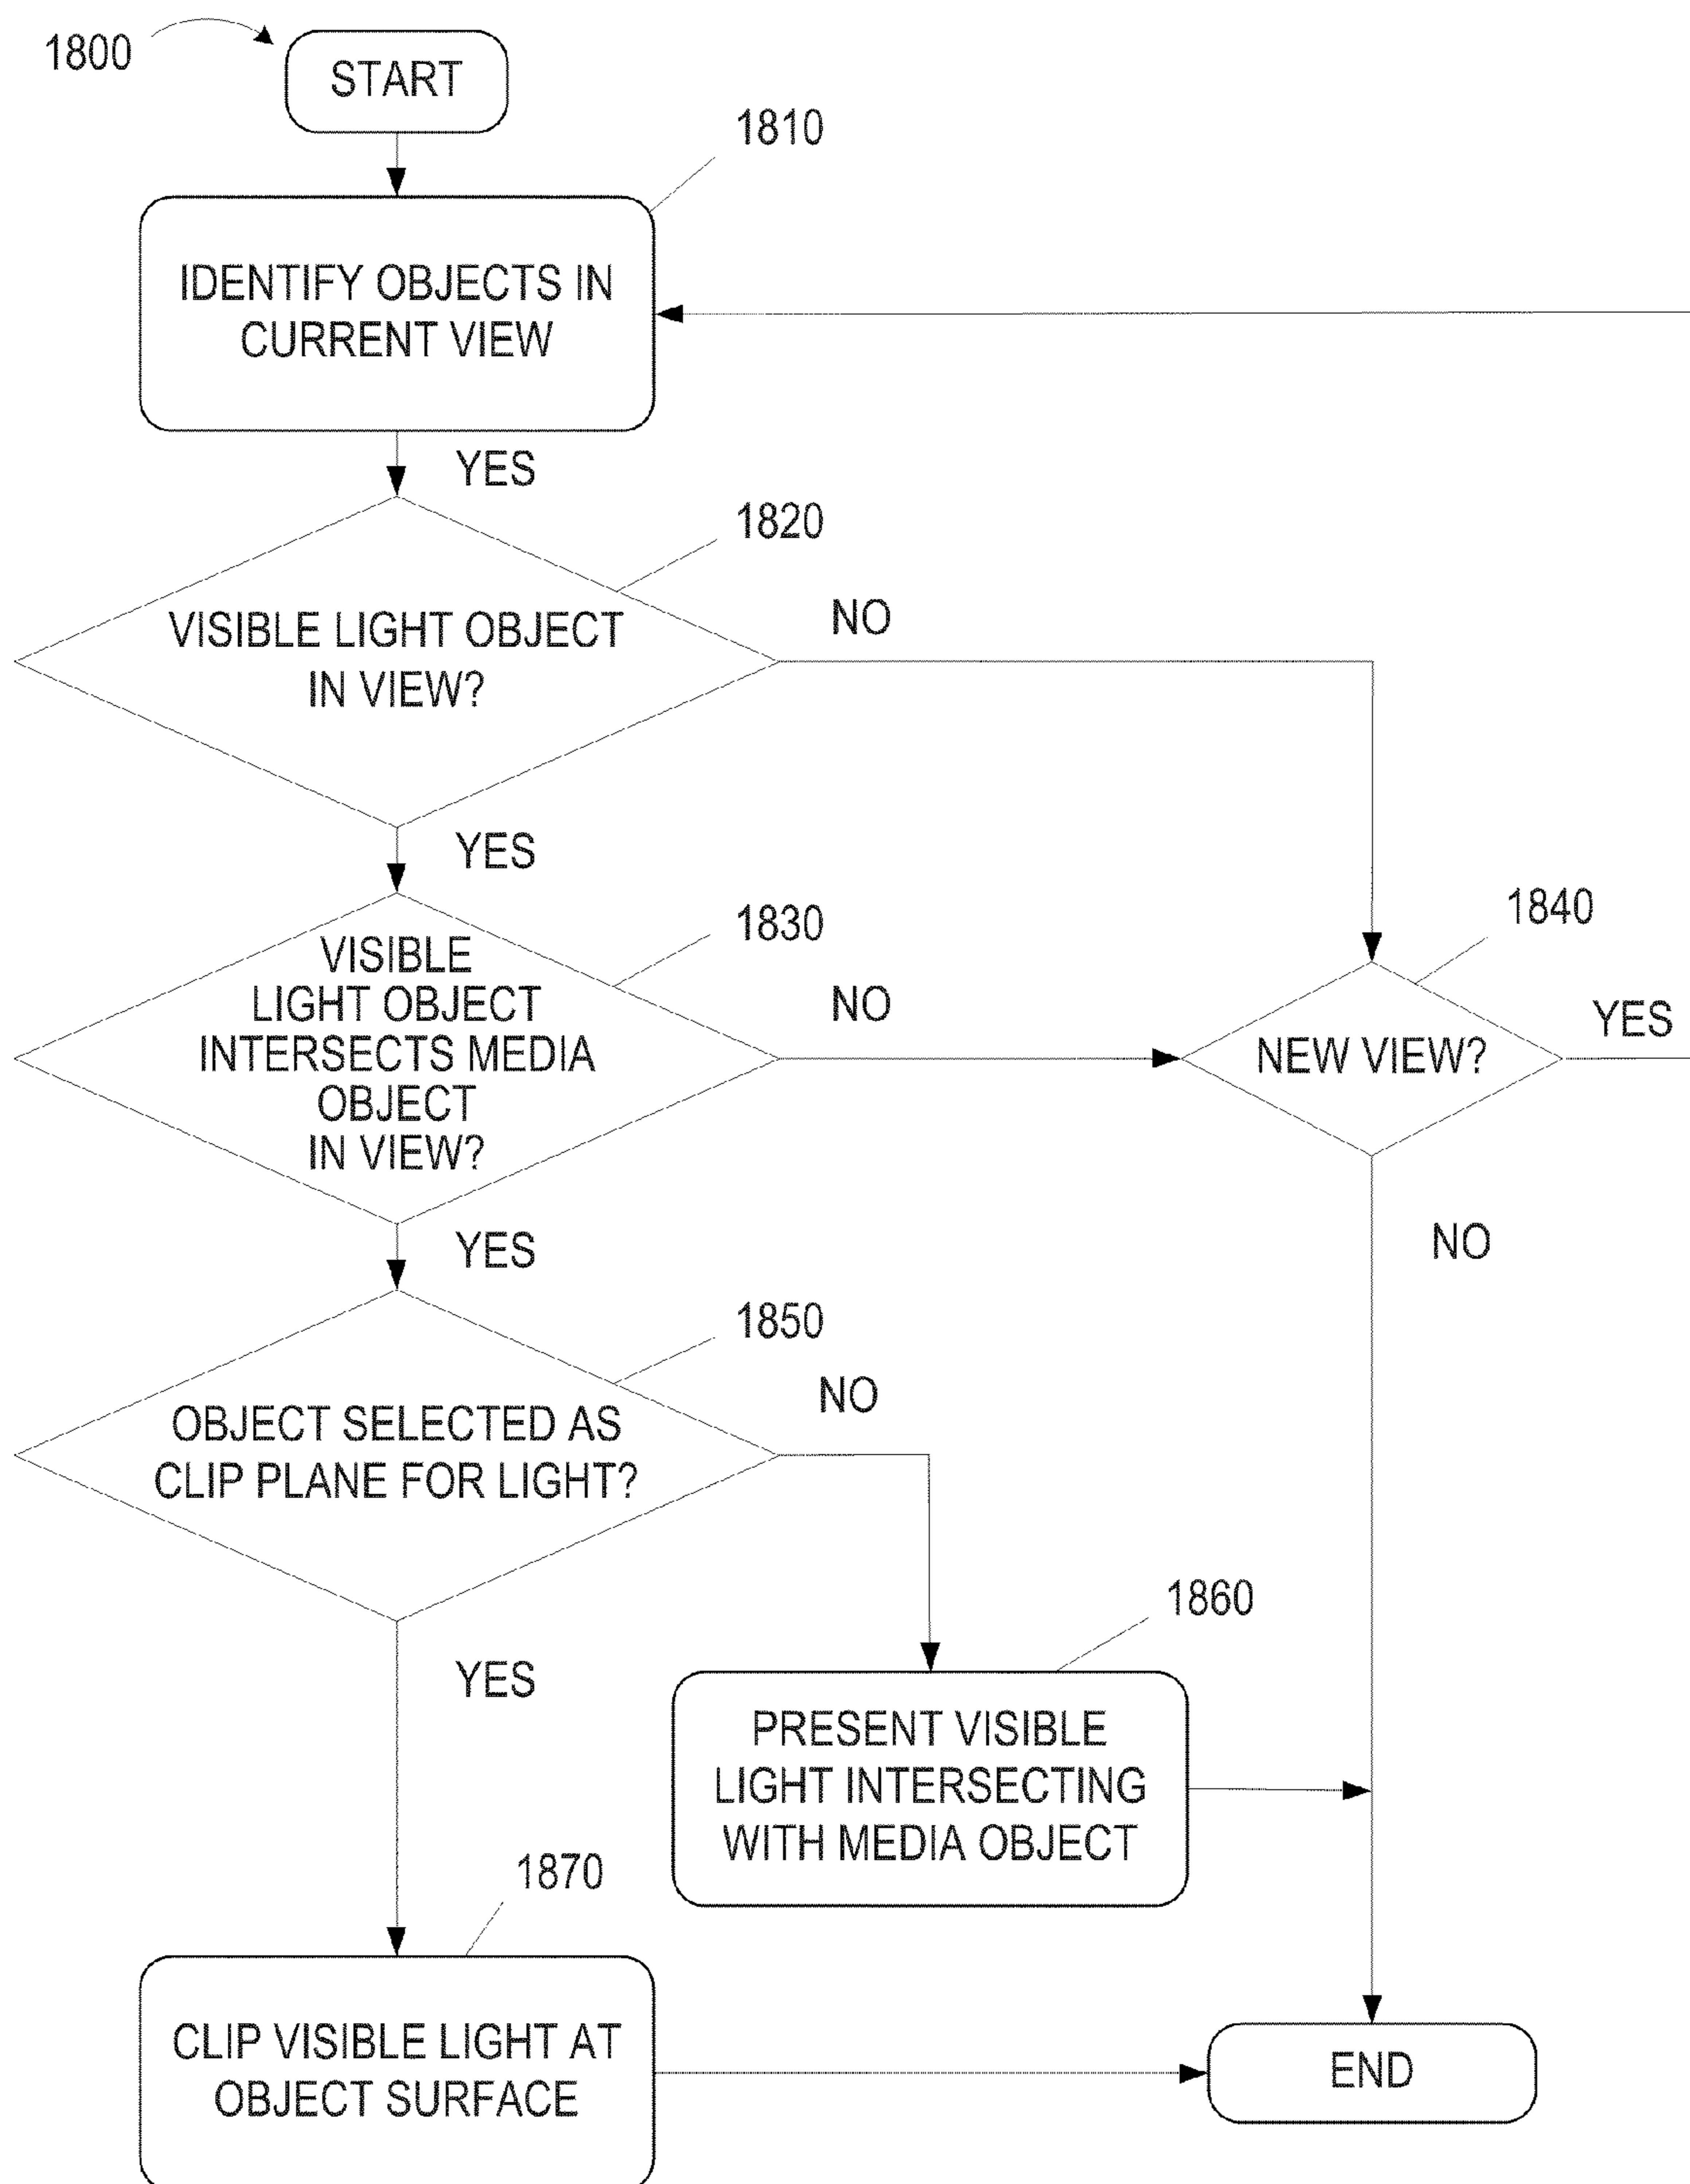 1800
START
1810
IDENTIFY OBJECTS IN
CURRENT VIEW
YES
1820
VISIBLE LIGHT OBJECT
IN VIEW?
NO
YES
1830
VISIBLE
LIGHT OBJECT
INTERSECTS MEDIA
OBJECT
IN VIEW?
NO
1840
NEW VIEW?
YES
NO
YES
1850
OBJECT SELECTED AS
CLIP PLANE FOR LIGHT?
NO
YES
1860
PRESENT VISIBLE
LIGHT INTERSECTING
WITH MEDIA OBJECT
1870
CLIP VISIBLE LIGHT AT
OBJECT SURFACE
END